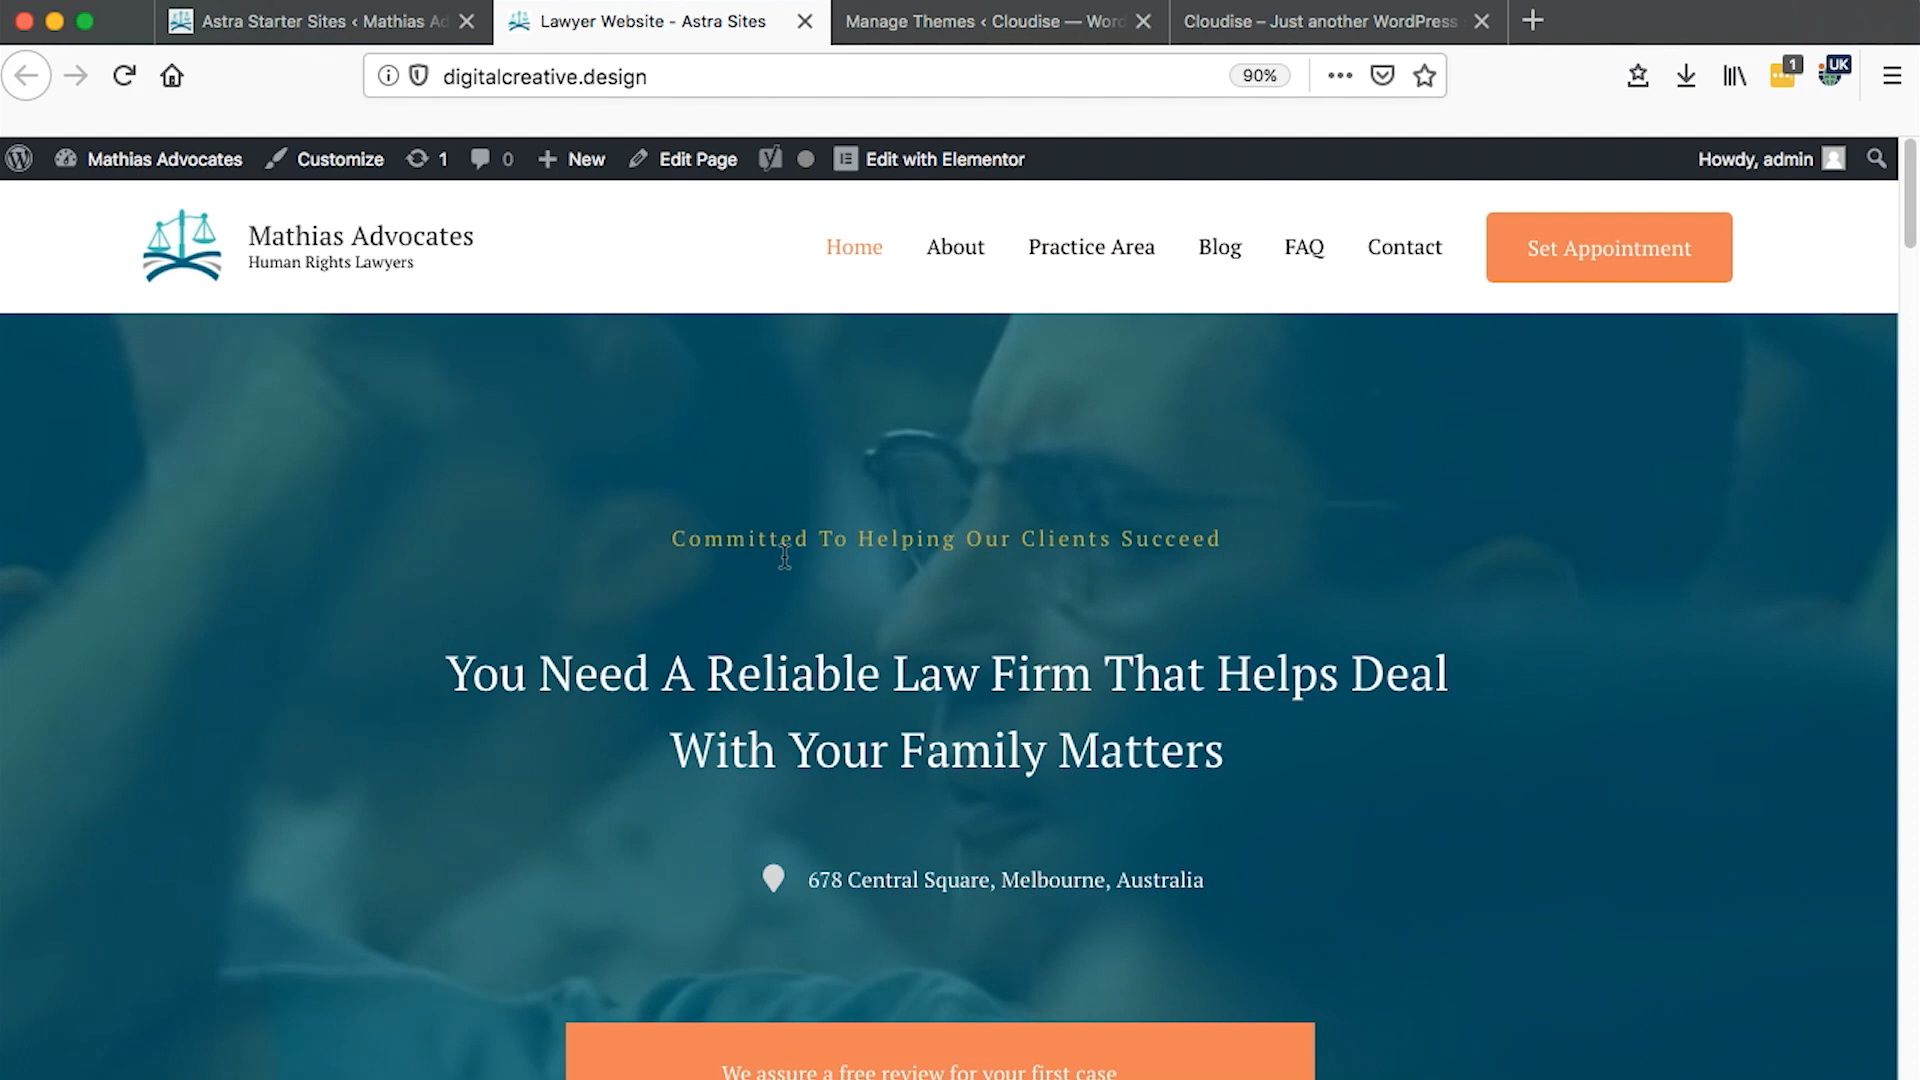 Astra Starter Sites ‹ Mathias Ad
Lawyer Website - Astra Sites
Manage Themes ‹ Cloudise — Word
Cloudise – Just another WordPress
digitalcreative.design
90%
1
UK
Mathias Advocates
Customize
1
0
New
Edit Page
Edit with Elementor
Howdy, admin
Mathias Advocates
Human Rights Lawyers
Home
About
Practice Area
Blog
FAQ
Contact
Set Appointment
Committed To Helping Our Clients Succeed
You Need A Reliable Law Firm That Helps Deal
With Your Family Matters
678 Central Square, Melbourne, Australia
We assure a free review for your first case